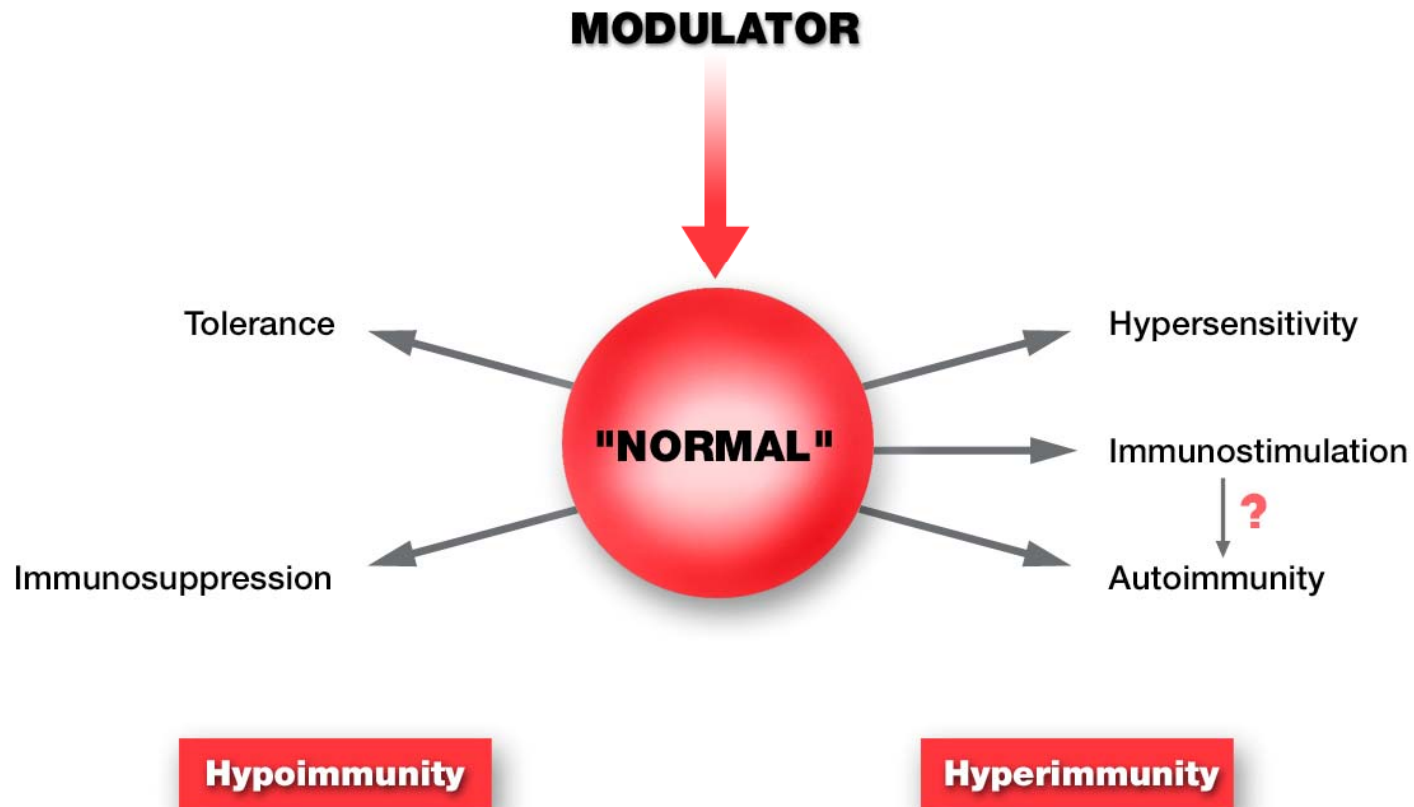 MODULATOR
Tolerance
Hypersensitivity
"NORMAL"
Immunostimulation
?
Immunosuppression
Autoimmunity
Hypoimmunity
Hyperimmunity